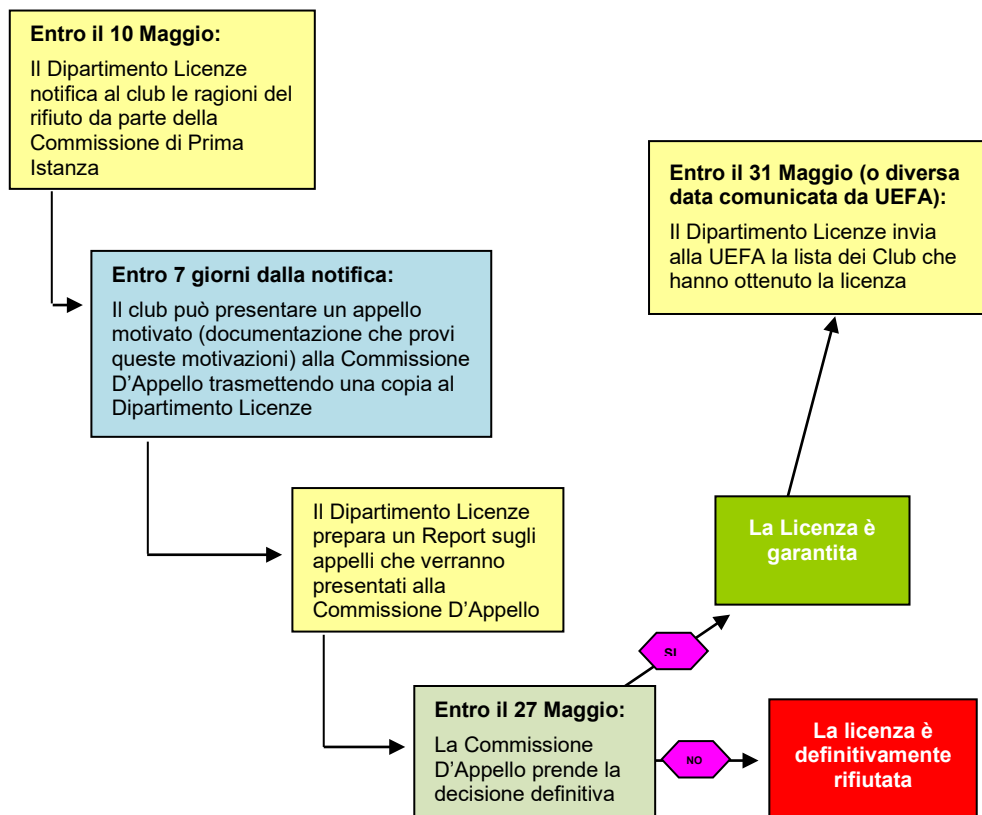 Entro il 10 Maggio:
Il Dipartimento Licenze
notifica al club le ragioni del
rifiuto da parte della
Commissione di Prima
Istanza
Entro 7 giorni dalla notifica:
Il club può presentare un appello
motivato (documentazione che provi
queste motivazioni) alla Commissione
D'Appello trasmettendo una copia al
Dipartimento Licenze
Il Dipartimento Licenze
prepara un Report sugli
appelli che verranno
presentati alla
Commissione D'Appello
Entro il 27 Maggio:
La Commissione
D'Appello prende la
decisione definitiva
SI
La Licenza è
garantita
Entro il 31 Maggio (o diversa
data comunicata da UEFA):
Il Dipartimento Licenze invia
alla UEFA la lista dei Club che
hanno ottenuto la licenza
NO
La licenza è
definitivamente
rifiutata